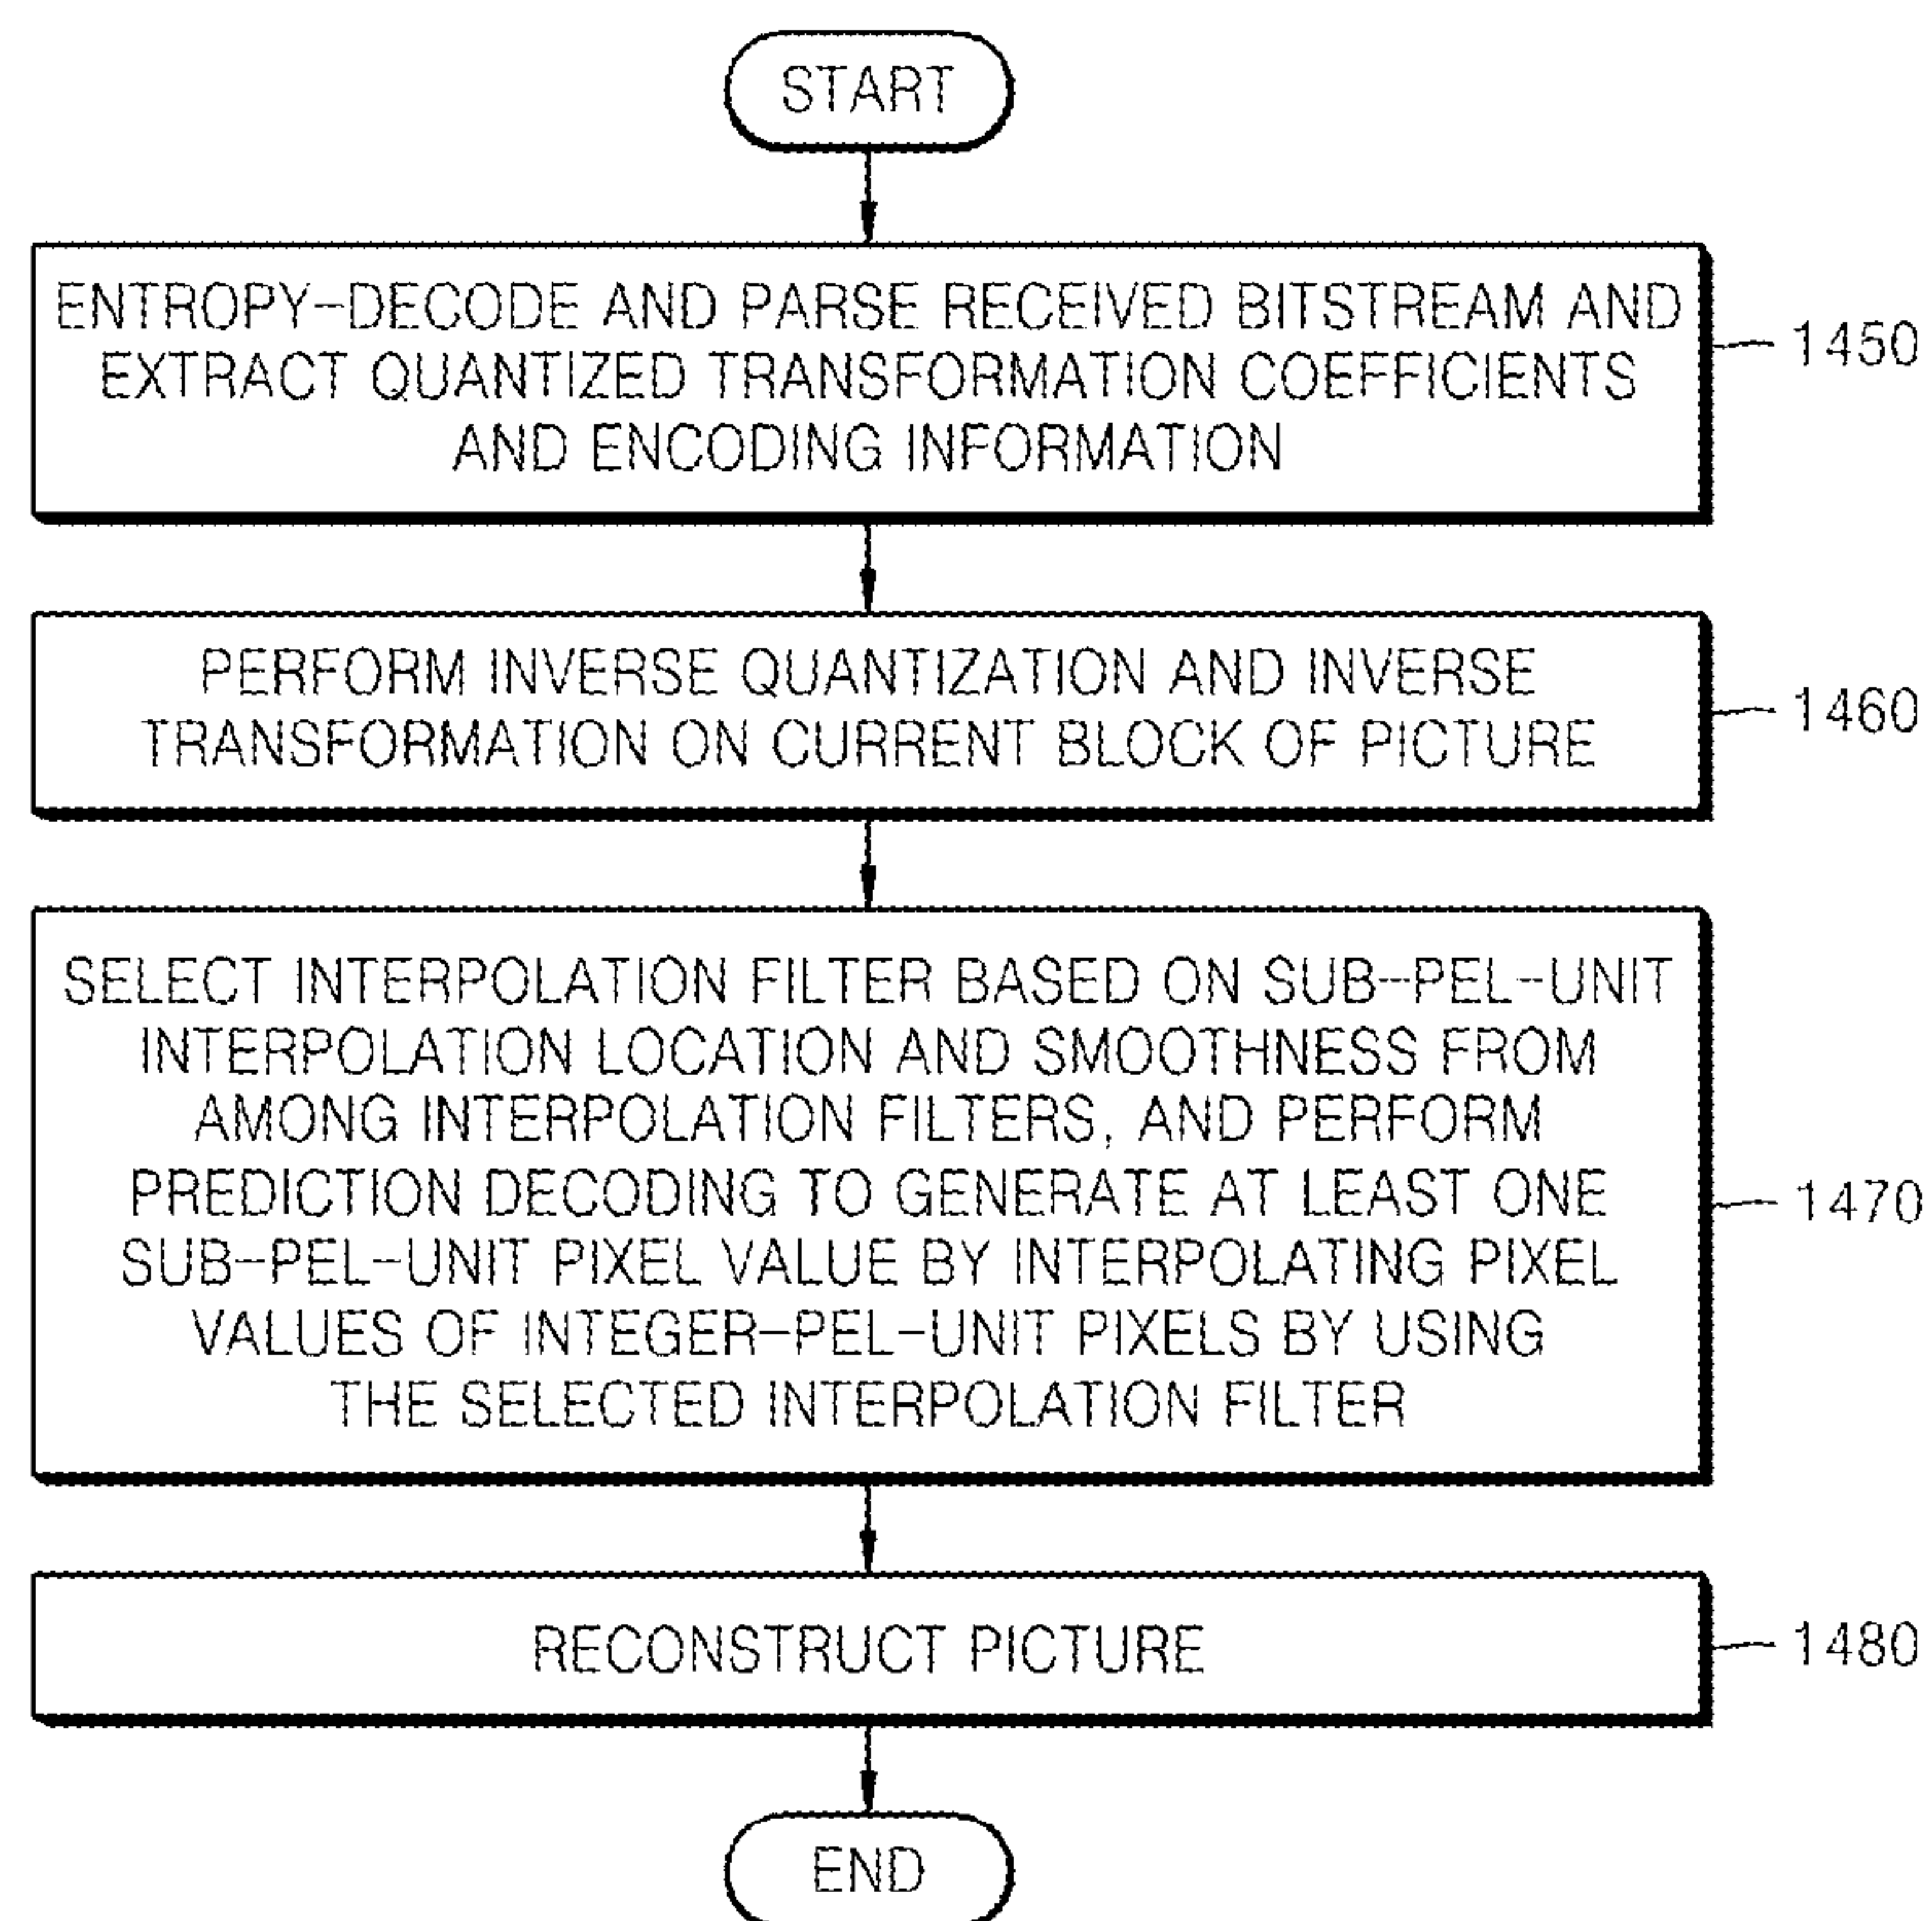 START
ENTROPY-DECODE AND PARSE RECEIVED BITSTREAM AND
EXTRACT QUANTIZED TRANSFORMATION COEFFICIENTS
AND ENCODING INFORMATION
1450
PERFORM INVERSE QUANTIZATION AND INVERSE
TRANSFORMATION ON CURRENT BLOCK OF PICTURE
1460
SELECT INTERPOLATION FILTER BASED ON SUB-PEL-UNIT
INTERPOLATION LOCATION AND SMOOTHNESS FROM
AMONG INTERPOLATION FILTERS, AND PERFORM
PREDICTION DECODING TO GENERATE AT LEAST ONE
SUB-PEL-UNIT PIXEL VALUE BY INTERPOLATING PIXEL
VALUES OF INTEGER-PEL-UNIT PIXELS BY USING
THE SELECTED INTERPOLATION FILTER
1470
RECONSTRUCT PICTURE
1480
END